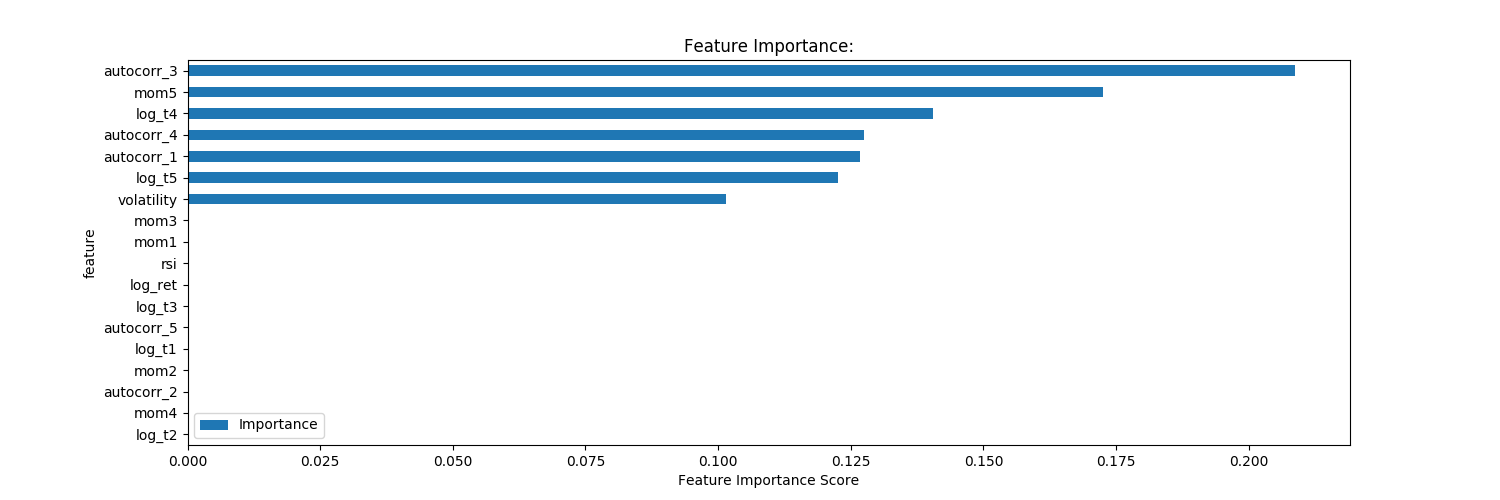 Feature Importance:
autocorr_3
mom5
log_t4
autocorr_4
autocorr_1
log_t5
volatility
mom3
mom1
rsi
log_ret
log_t3
autocorr_5
log_t1
mom2
autocorr_2
mom4
log_t2
feature
Importance
0.000 0.025 0.050 0.075 0.100 0.125 0.150 0.175 0.200
Feature Importance Score